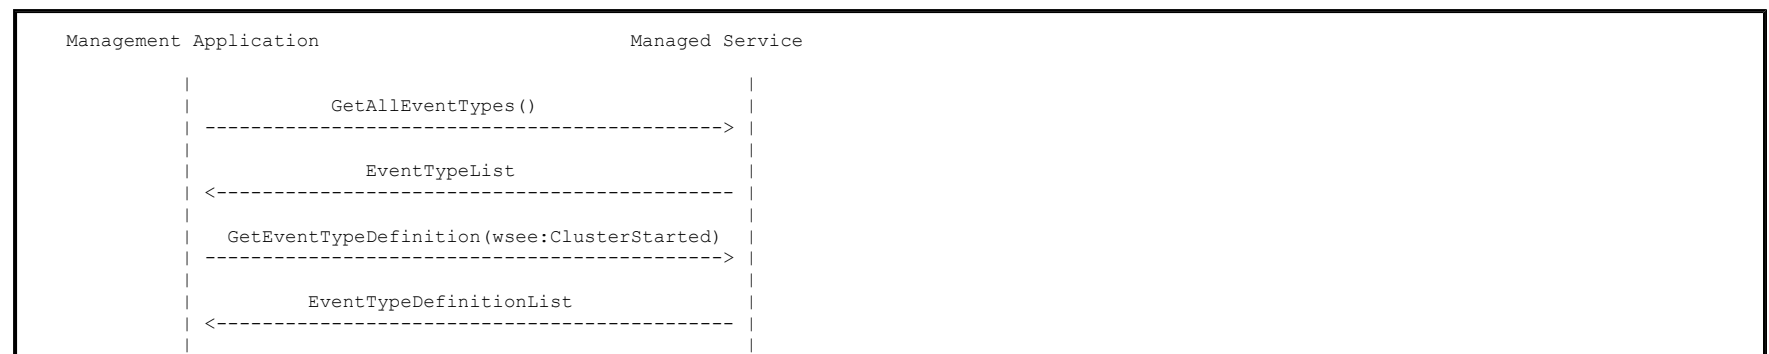 Management Application Managed Service
| |
| GetAllEventTypes() |
| ---------------------------------------------> |
| |
| EventTypeList |
| <--------------------------------------------- |
| |
| GetEventTypeDefinition(wsee:ClusterStarted) |
| ---------------------------------------------> |
| |
| EventTypeDefinitionList |
| <--------------------------------------------- |
| |